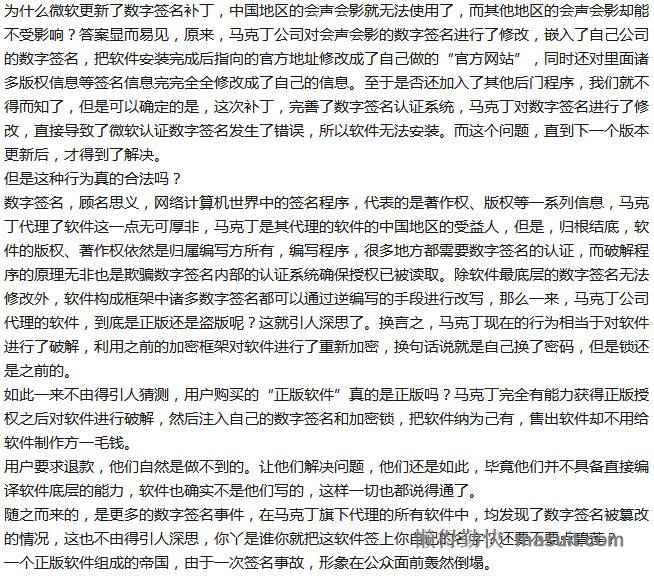 为什么微软更新了数字签名补丁，中国地区的会声会影就无法使用了，而其他地区的会声会影却能
不受影响？答案显而易见，原来，马克丁公司对会声会影的数字签名进行了修改，嵌入了自己公司
的数字签名，把软件安装完成后指向的官方地址修改成了自己做的“官方网站”，同时还对里面诸
多版权信息等签名信息完完全全修改成了自己的信息。至于是否还加入了其他后门程序，我们就不
得而知了，但是可以确定的是，这次补丁，完善了数字签名认证系统，马克丁对数字签名进行了修
改，直接导致了微软认证数字签名发生了错误，所以软件无法安装。而这个问题，直到下一个版本
更新后，才得到了解决。
但是这种行为真的合法吗？
数字签名，顾名思义，网络计算机世界中的签名程序，代表的是著作权、版权等一系列信息，马克
丁代理了软件这一点无可厚非，马克丁是其代理的软件的中国地区的受益人，但是，归根结底，软
件的版权、著作权依然是归属编写方所有，编写程序，很多地方都需要数字签名的认证，而破解程
序的原理无非也是欺骗数字签名内部的认证系统确保授权已被读取。除软件最底层的数字签名无法
修改外，软件构成框架中诸多数字签名都可以通过逆编写的手段进行改写，那么一来，马克丁公司
代理的软件，到底是正版还是盗版呢？这就引人深思了。换言之，马克丁现在的行为相当于对软件
进行了破解，利用之前的加密框架对软件进行了重新加密，换句话说就是自己换了密码，但是锁还
是之前的。
如此一来不由得引人猜测，用户购买的“正版软件”真的是正版吗？马克丁完全有能力获得正版授
权之后对软件进行破解，然后注入自己的数字签名和加密锁，把软件纳为己有，售出软件却不用给
软件制作方一毛钱。
用户要求退款，他们自然是做不到的。让他们解决问题，他们还是如此，毕竟他们并不具备直接编
译软件底层的能力，软件也确实不是他们写的，这样一切也都说得通了。
随之而来的，是更多的数字签名事件，在马克丁旗下代理的所有软件中，均发现了数字签名被篡改
的情况，这也不由得引人深思，你丫是谁你就把这软件签上你自己的名字，还要不要点碧莲？
一个正版软件组成的帝国，由于一次签名事故，形象在公众面前轰然倒塌。
懒得勤快 masuit.com